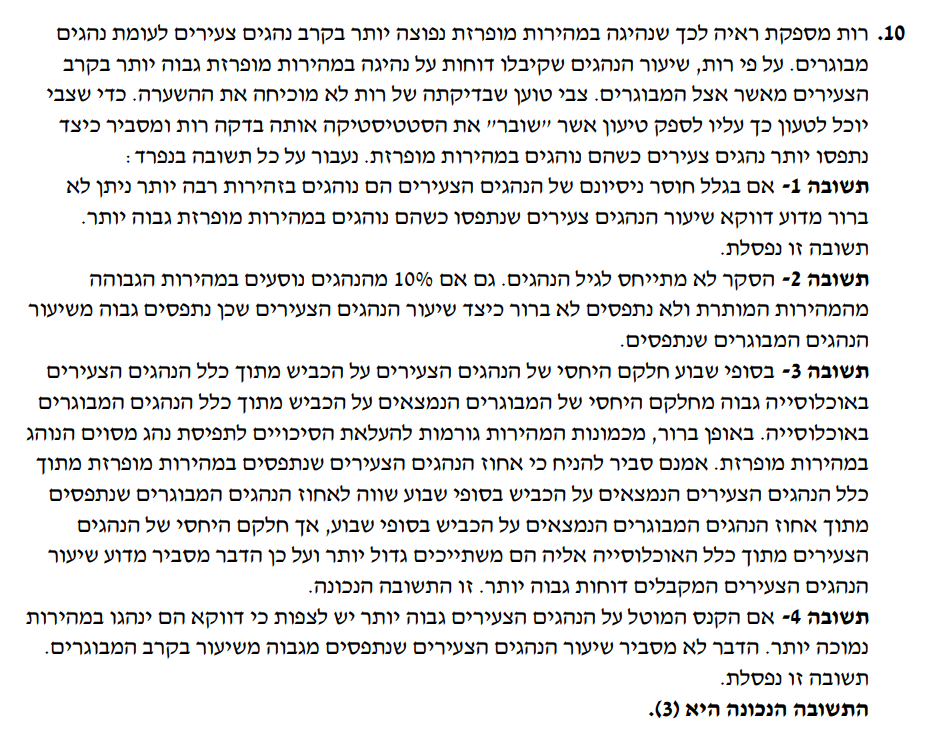 10. רות מספקת ראיה לכך שנהיגה במהירות מופרזת נפוצה יותר בקרב נהגים צעירים לעומת נהגים
מבוגרים. על פי רות, שיעור הנהגים שקיבלו דוחות על נהיגה במהירות מופרזת גבוה יותר בקרב
הצעירים מאשר אצל המבוגרים. צבי טוען שבדיקתה של רות לא מוכיחה את ההשערה. כדי שצבי
יוכל לטעון כך עליו לספק טיעון אשר "שובר" את הסטטיסטיקה אותה בדקה רות ומסביר כיצד
נתפסו יותר נהגים צעירים כשהם נוהגים במהירות מופרזת. נעבור על כל תשובה בנפרד:
תשובה 1- אם בגלל חוסר ניסיונם של הנהגים הצעירים הם נוהגים בזהירות רבה יותר ניתן לא
ברור מדוע דווקא שיעור הנהגים צעירים שנתפסו כשהם נוהגים במהירות מופרזת גבוה יותר.
תשובה זו נפסלת.
תשובה 2- הסקר לא מתייחס לגיל הנהגים. גם אם 10% מהנהגים נוסעים במהירות הגבוהה
מהמהירות המותרת ולא נתפסים לא ברור כיצד שיעור הנהגים הצעירים שכן נתפסים גבוה משיעור
הנהגים המבוגרים שנתפסים.
תשובה 3- בסופי שבוע חלקם היחסי של הנהגים הצעירים על הכביש מתוך כלל הנהגים הצעירים
באוכלוסייה גבוה מחלקם היחסי של המבוגרים הנמצאים על הכביש מתוך כלל הנהגים המבוגרים
באוכלוסייה. באופן ברור, מכמונות המהירות גורמות להעלאת הסיכויים לתפיסת נהג מסוים הנוהג
במהירות מופרזת. אמנם סביר להניח כי אחוז הנהגים הצעירים שנתפסים במהירות מופרזת מתוך
כלל הנהגים הצעירים הנמצאים על הכביש בסופי שבוע שווה לאחוז הנהגים המבוגרים שנתפסים
מתוך אחוז הנהגים המבוגרים הנמצאים על הכביש בסופי שבוע, אך חלקם היחסי של הנהגים
הצעירים מתוך כלל האוכלוסייה אליה הם משתייכים גדול יותר ועל כן הדבר מסביר מדוע שיעור
הנהגים הצעירים המקבלים דוחות גבוה יותר. זו התשובה הנכונה.
תשובה 4- אם הקנס המוטל על הנהגים הצעירים גבוה יותר יש לצפות כי דווקא הם ינהגו במהירות
נמוכה יותר. הדבר לא מסביר שיעור הנהגים הצעירים שנתפסים מגבוה משיעור בקרב המבוגרים.
תשובה זו נפסלת.
התשובה הנכונה היא (3).